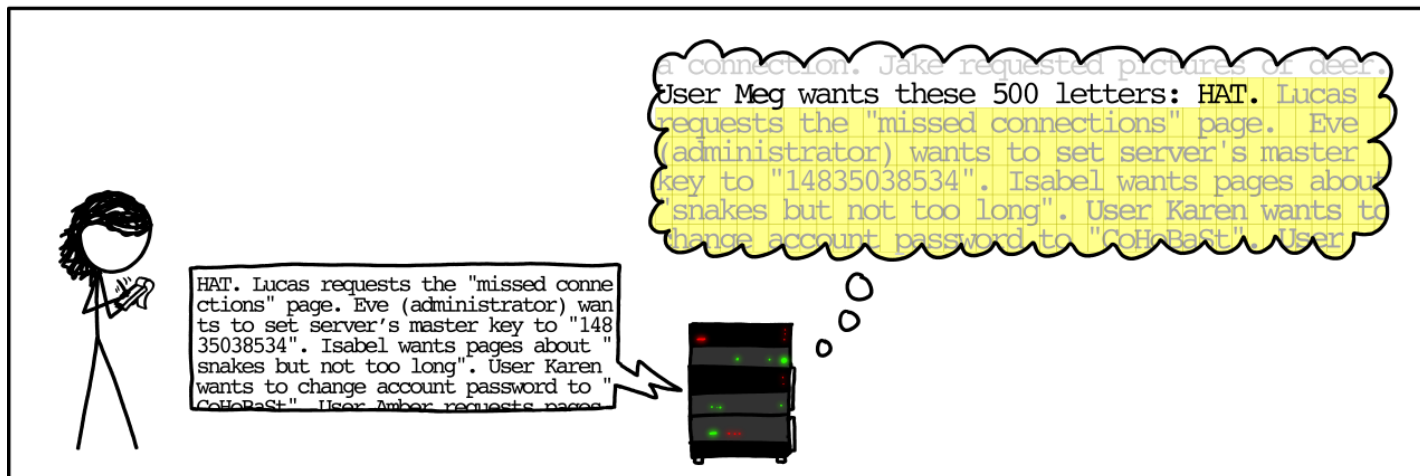 a connection. Jake requested pictures of deer.
User Meg wants these 500 letters: HAT. Lucas
requests the "missed connections" page. Eve
(administrator) wants to set server's master
key to "14835038534". Isabel wants pages about
"snakes but not too long". User Karen wants to
change account password to "CoHoBaSt". User
HAT. Lucas requests the "missed conne
ctions" page. Eve (administrator) wan
ts to set server's master key to "148
35038534". Isabel wants pages about "
snakes but not too long". User Karen
wants to change account password to "
CoHoBaSt". User Amber requests pages